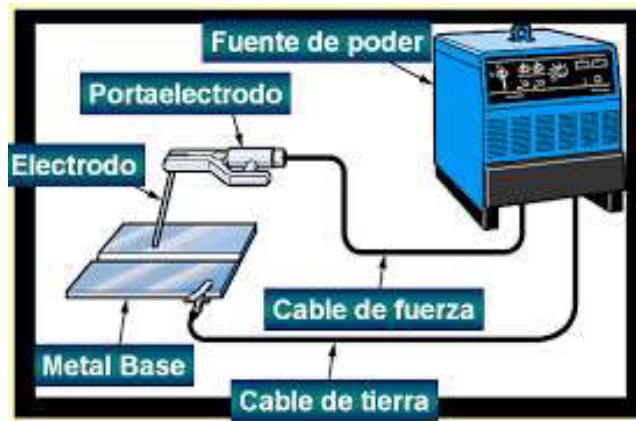 Fuente de poder
Portaelectrodo
Electrodo
Cable de fuerza
Metal Base
Cable de tierra